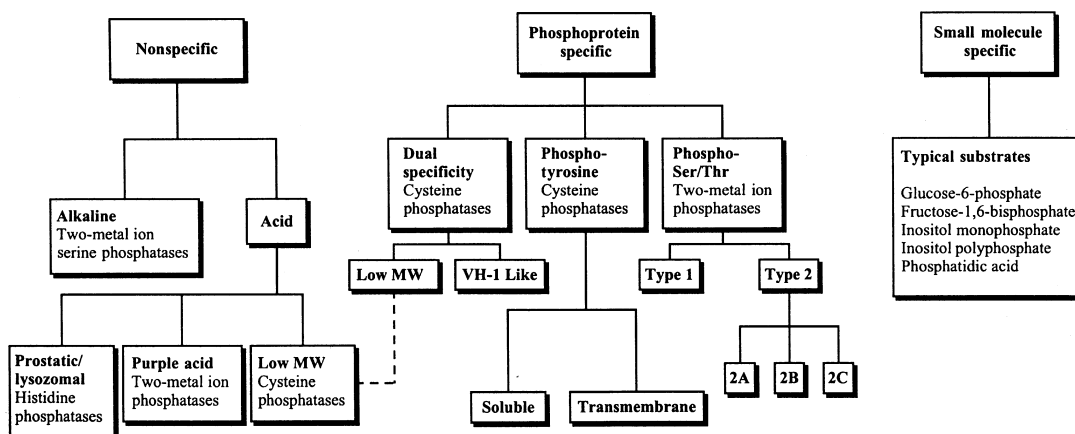 Nonspecific
Phosphoprotein
specific
Small molecule
specific
Alkaline
Two-metal ion
serine phosphatases
Acid
Prostatic/
lysozomal
Histidine
phosphatases
Purple acid
Two-metal ion
phosphatases
Low MW
Cysteine
phosphatases
Dual
specificity
Cysteine
phosphatases
Phospho-
tyrosine
Cysteine
phosphatases
Phospho-
Ser/Thr
Two-metal ion
phosphatases
Low MW
VH-1 Like
Type 1
Type 2
Soluble
Transmembrane
2A
2B
2C
Typical substrates
Glucose-6-phosphate
Fructose-1,6-bisphosphate
Inositol monophosphate
Inositol polyphosphate
Phosphatidic acid